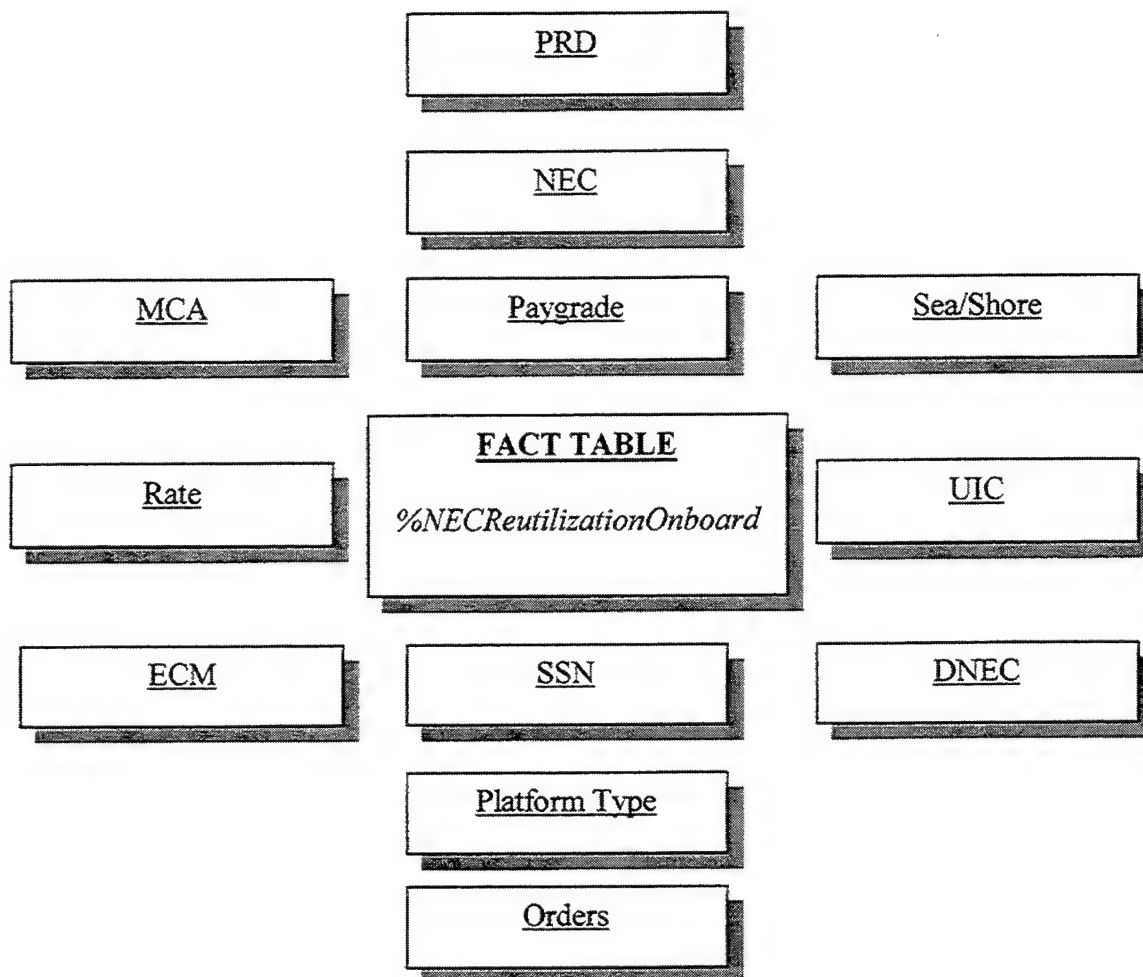 PRD
NEC
MCA
Paygrade
Sea/Shore
FACT TABLE
%NECReutilizationOnboard
Rate
UIC
ECM
SSN
DNEC
Platform Type
Orders